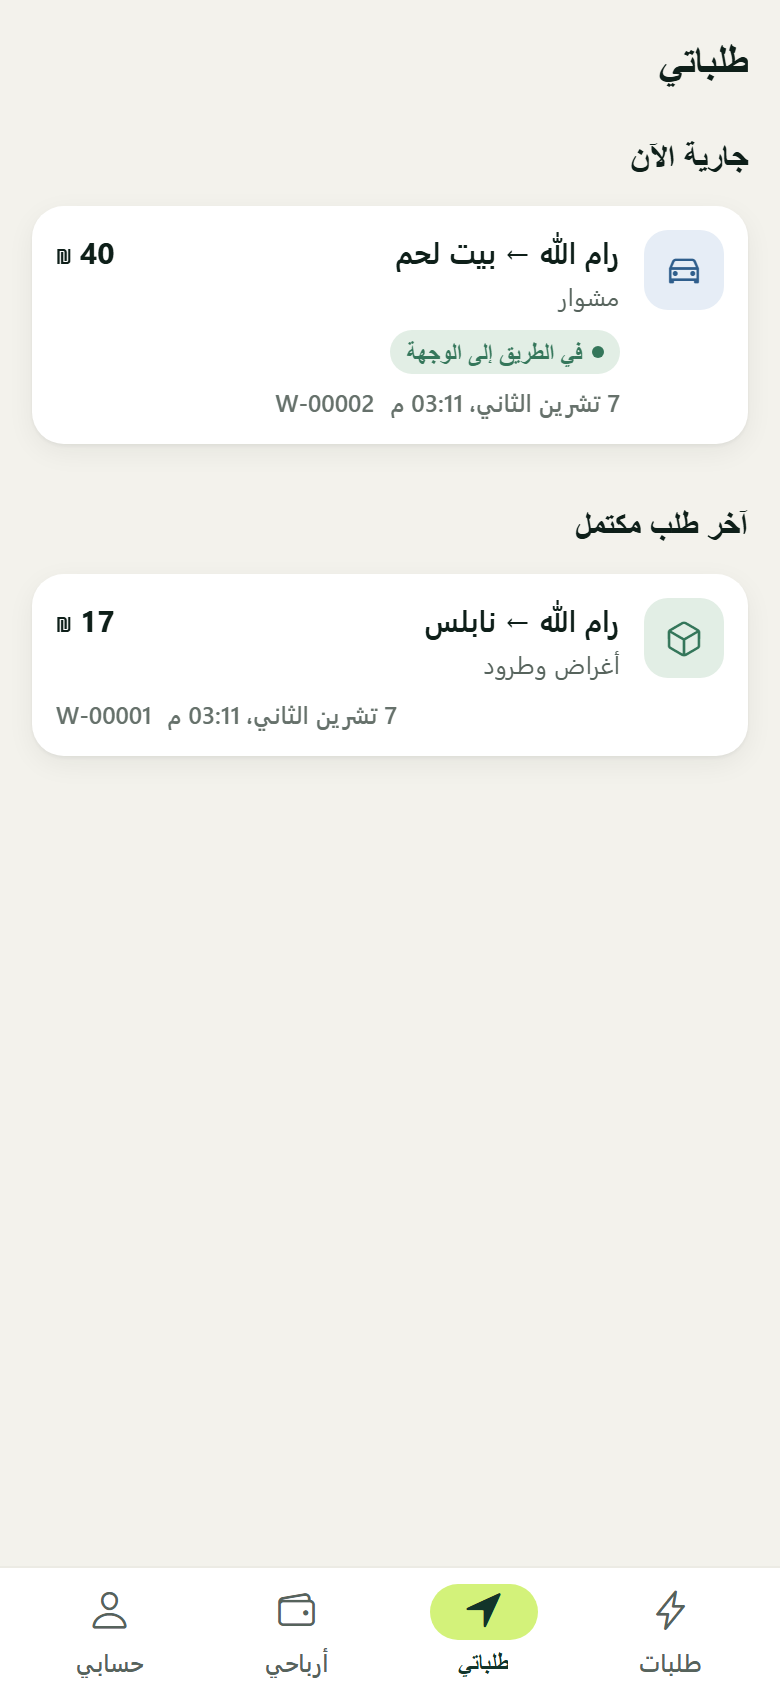 طلباتي
جارية الآن
رام الله ← بيت لحم
40 ₪
مشوار
في الطريق إلى الوجهة
7 تشرين الثاني، 03:11 م W-00002
آخر طلب مكتمل
رام الله ← نابلس
17 ₪
أغراض وطرود
7 تشرين الثاني، 03:11 م W-00001
طلبات
طلباتي
أرباحي
حسابي